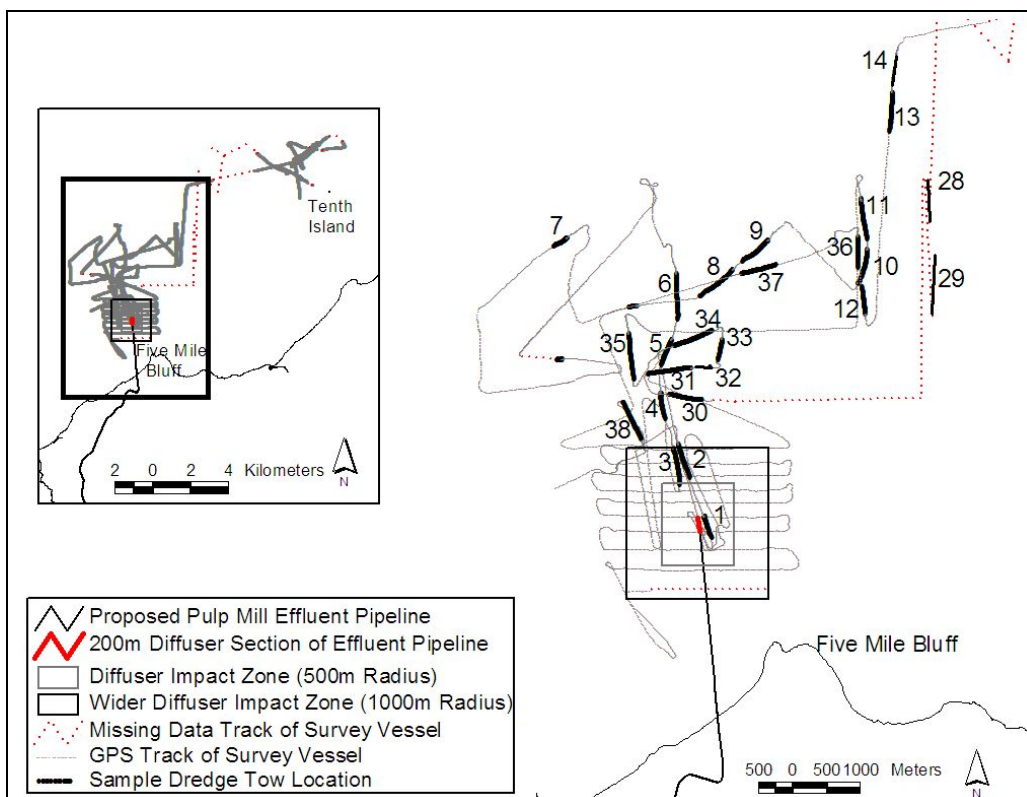 14
13
28
7
9
11
36
10
8
6
37
29
12
34
33
35
5
31
32
4
30
38
3
2
1
Tenth
Island
Five Mile
Bluff
2 0 2 4 Kilometers
N
Five Mile Bluff
Proposed Pulp Mill Effluent Pipeline
200m Diffuser Section of Effluent Pipeline
Diffuser Impact Zone (500m Radius)
Wider Diffuser Impact Zone (1000m Radius)
Missing Data Track of Survey Vessel
GPS Track of Survey Vessel
Sample Dredge Tow Location
500 0 500 1000 Meters
N